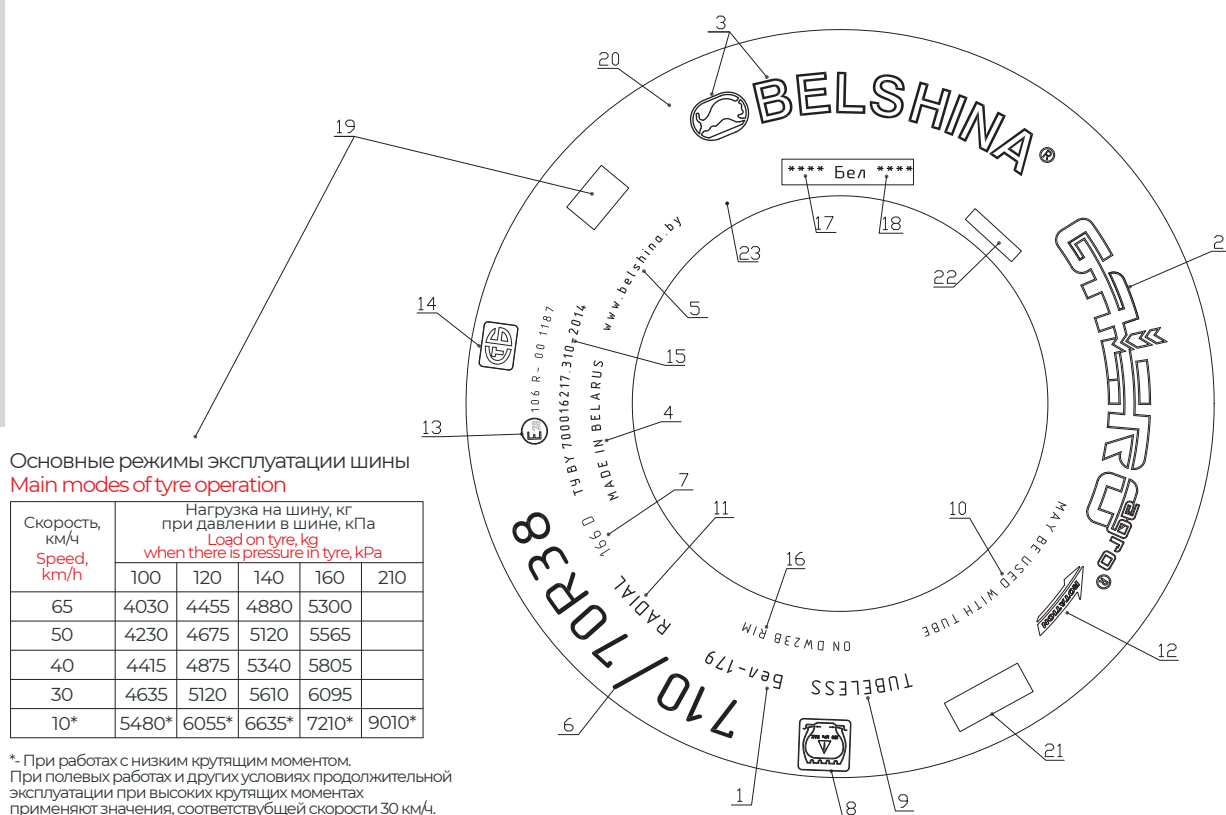 3
20
BELSHINA®
19
**** Бел ****
17
18
23
22
2
www.belshina.by
5
14
106 R- 00 1187
15
ТУ BY 700016217.310-2014
4
MADE IN BELARUS
13
E 28
7
166 D
11
RADIAL
710/70R38
6
16
ON DW23B RIM
10
MAY BE USED WITH TUBE
GAMERU
agro®
ROTATION
12
Бел-179
TUBELESS
1
8
9
21
Основные режимы эксплуатации шины
Main modes of tyre operation
Скорость, км/ч
Speed, km/h
Нагрузка на шину, кг
при давлении в шине, кПа
Load on tyre, kg
when there is pressure in tyre, kPa
100 120 140 160 210
65 4030 4455 4880 5300
50 4230 4675 5120 5565
40 4415 4875 5340 5805
30 4635 5120 5610 6095
10* 5480* 6055* 6635* 7210* 9010*
*- При работах с низким крутящим моментом.
При полевых работах и других условиях продолжительной
эксплуатации при высоких крутящих моментах
применяют значения, соответствубщей скорости 30 км/ч.